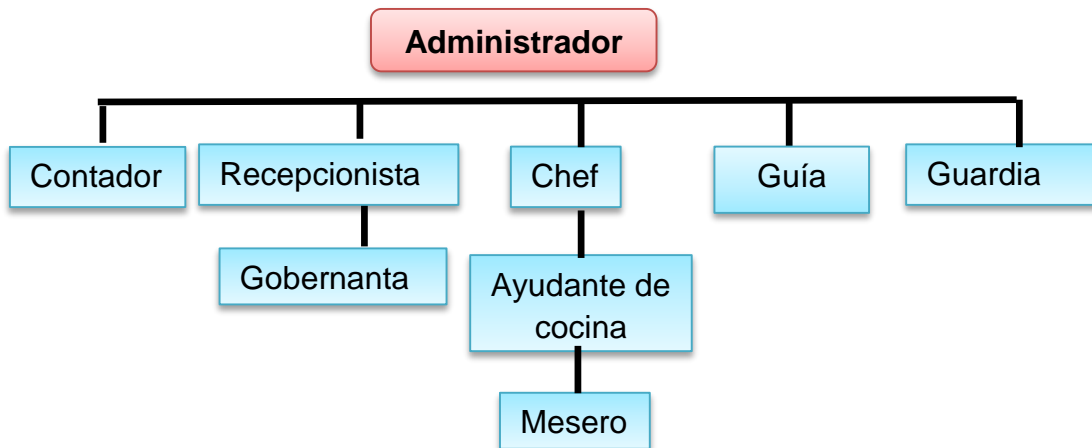 Administrador
Contador
Recepcionista
Chef
Guía
Guardia
Gobernanta
Ayudante de
cocina
Mesero